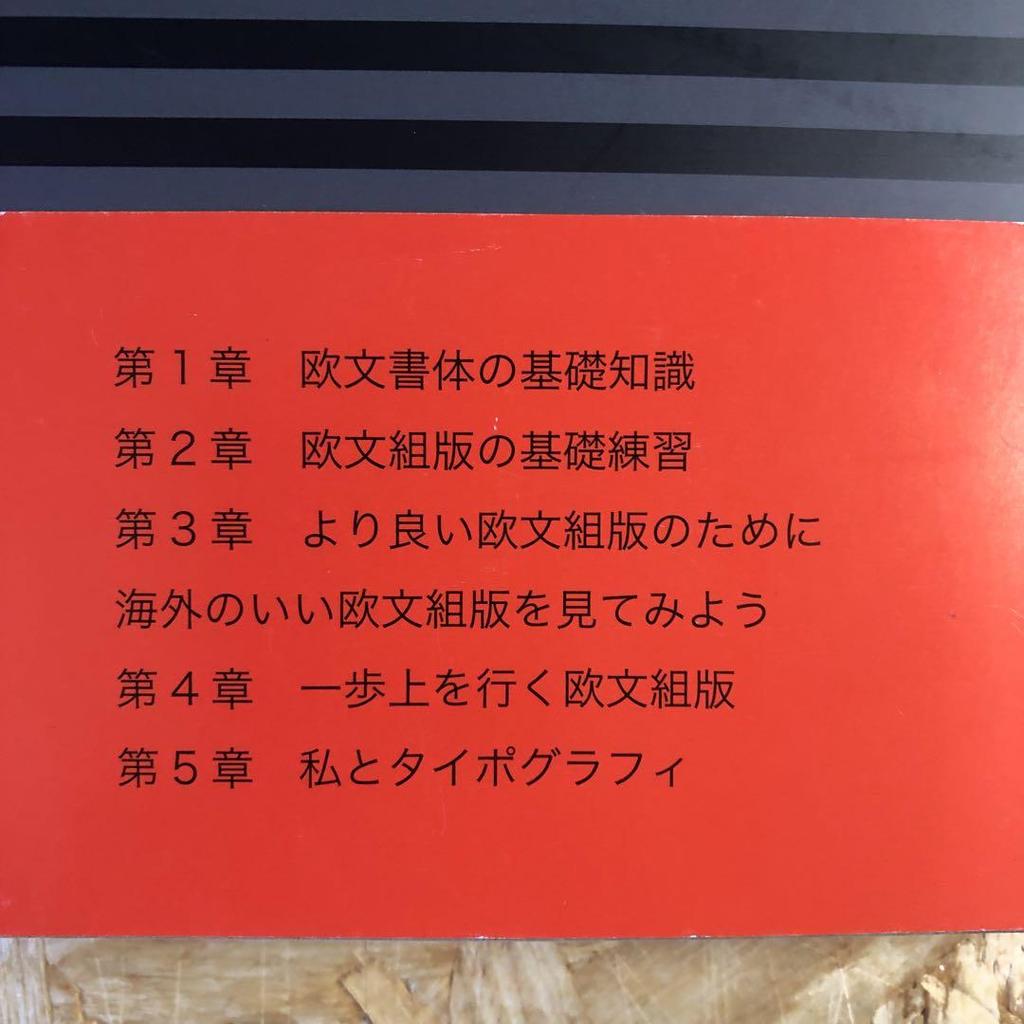 第1章　欧文書体の基礎知識
第2章　欧文組版の基礎練習
第3章　より良い欧文組版のために
海外のいい欧文組版を見てみよう
第4章　一歩上を行く欧文組版
第5章　私とタイポグラフィ